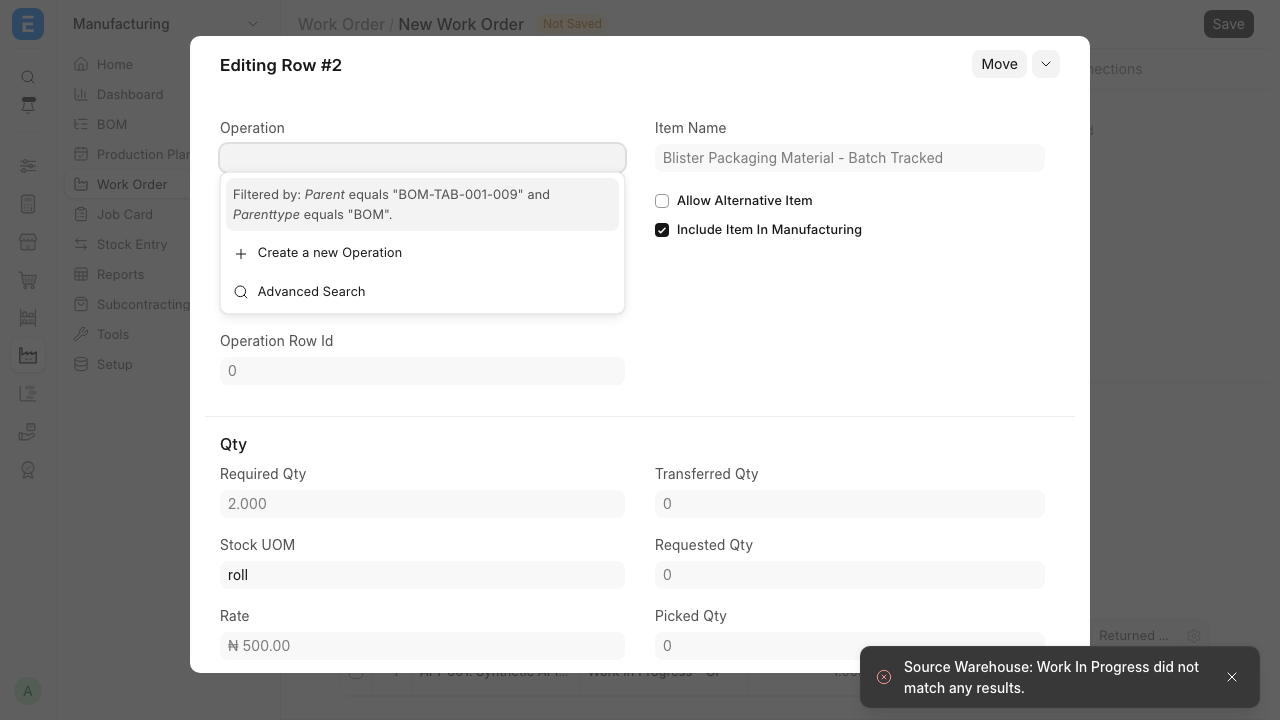 Manufacturing
Work Order / New Work Order
Not Saved
Save
Home
Dashboard
BOM
Production Plan
Work Order
Job Card
Stock Entry
Reports
Subcontracting
Tools
Setup
A
Editing Row #2
Move
Operation
Filtered by: Parent equals "BOM-TAB-001-009" and
Parenttype equals "BOM".
Create a new Operation
Advanced Search
Operation Row Id
0
Item Name
Blister Packaging Material - Batch Tracked
Allow Alternative Item
Include Item In Manufacturing
Qty
Required Qty
2.000
Stock UOM
roll
Rate
₦ 500.00
Transferred Qty
0
Requested Qty
0
Picked Qty
0
Returned ...
Source Warehouse: Work In Progress did not
match any results.